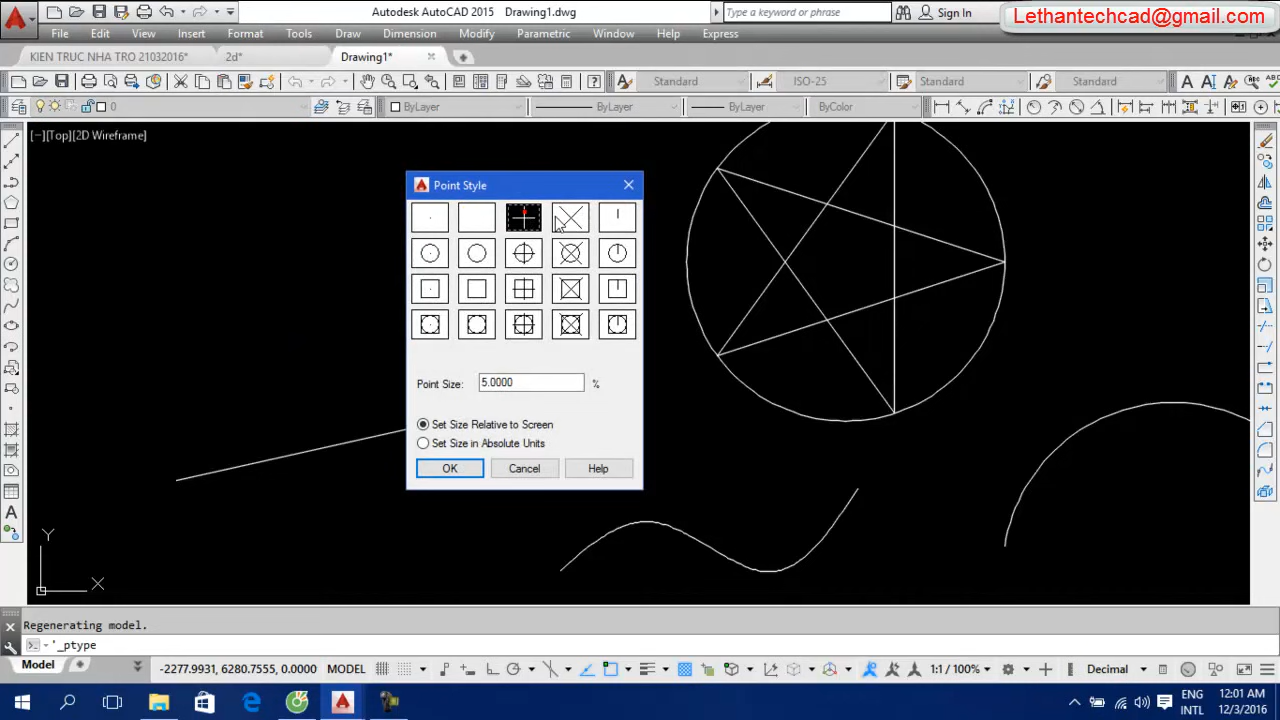 Autodesk AutoCAD 2015 Drawing1.dwg
Type a keyword or phrase
Sign In
Lethantechcad@gmail.com
File Edit View Insert Format Tools Draw Dimension Modify Parametric Window Help Express
KIEN TRUC NHA TRO 21032016*
2d*
Drawing1*
Standard
ISO-25
Standard
Standard
0
ByLayer
ByLayer
ByLayer
ByColor
[−][Top][2D Wireframe]
Point Style
Point Size:
5.0000
%
Set Size Relative to Screen
Set Size in Absolute Units
OK Cancel Help
Y
X
Regenerating model.
'_ptype
Model
-2277.9931, 6280.7555, 0.0000 MODEL
1:1 / 100%
Decimal
ENG
INTL
12:01 AM
12/3/2016